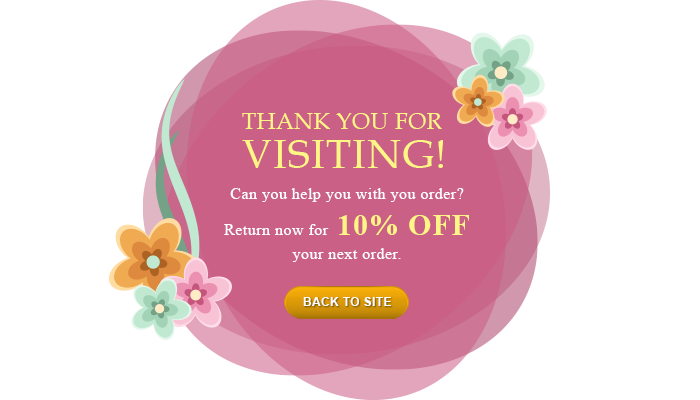 THANK YOU FOR
VISITING!
Can you help you with you order?
Return now for 10% OFF
your next order.
BACK TO SITE